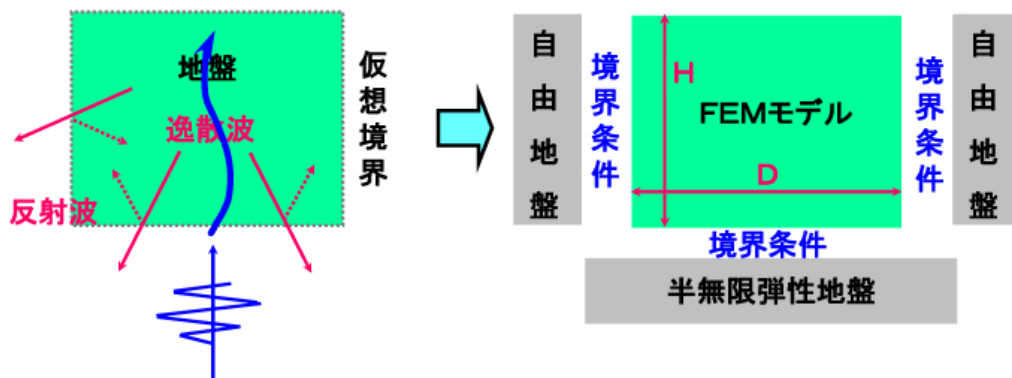 地盤
逸散波
反射波
仮想境界
自由地盤
境界条件
H
FEMモデル
D
境界条件
自由地盤
境界条件
半無限弾性地盤